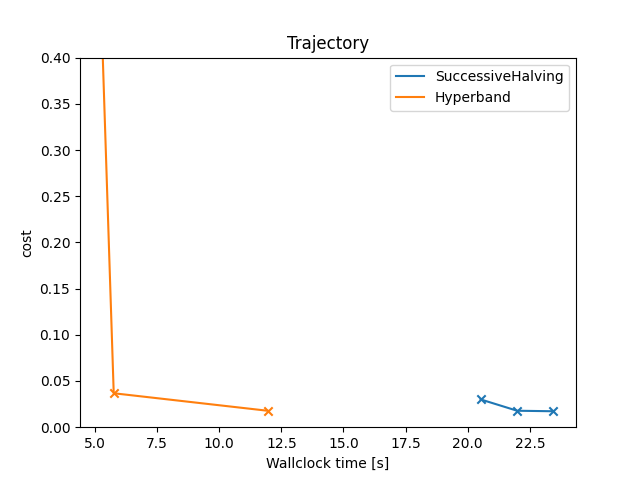 Trajectory
SuccessiveHalving
Hyperband
0.40
0.35
0.30
0.25
0.20
0.15
0.10
0.05
0.00
cost
5.0 7.5 10.0 12.5 15.0 17.5 20.0 22.5
Wallclock time [s]